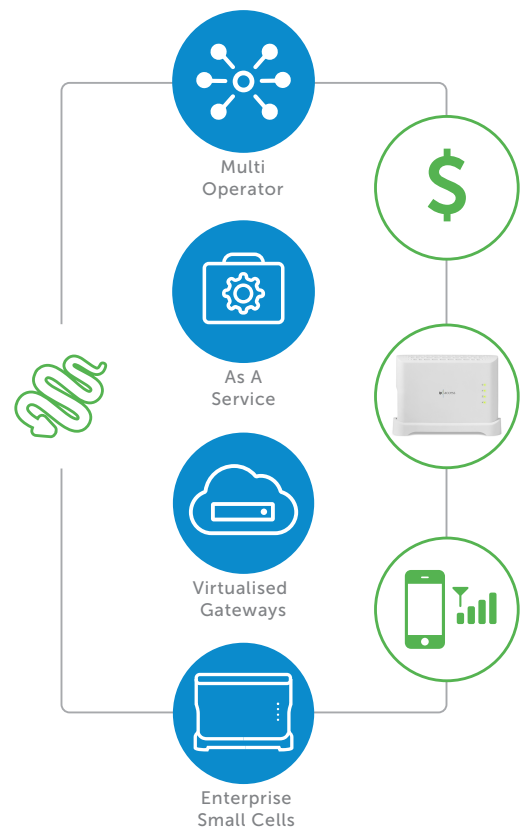 Multi
Operator
$
As A
Service
Virtualised
Gateways
Enterprise
Small Cells